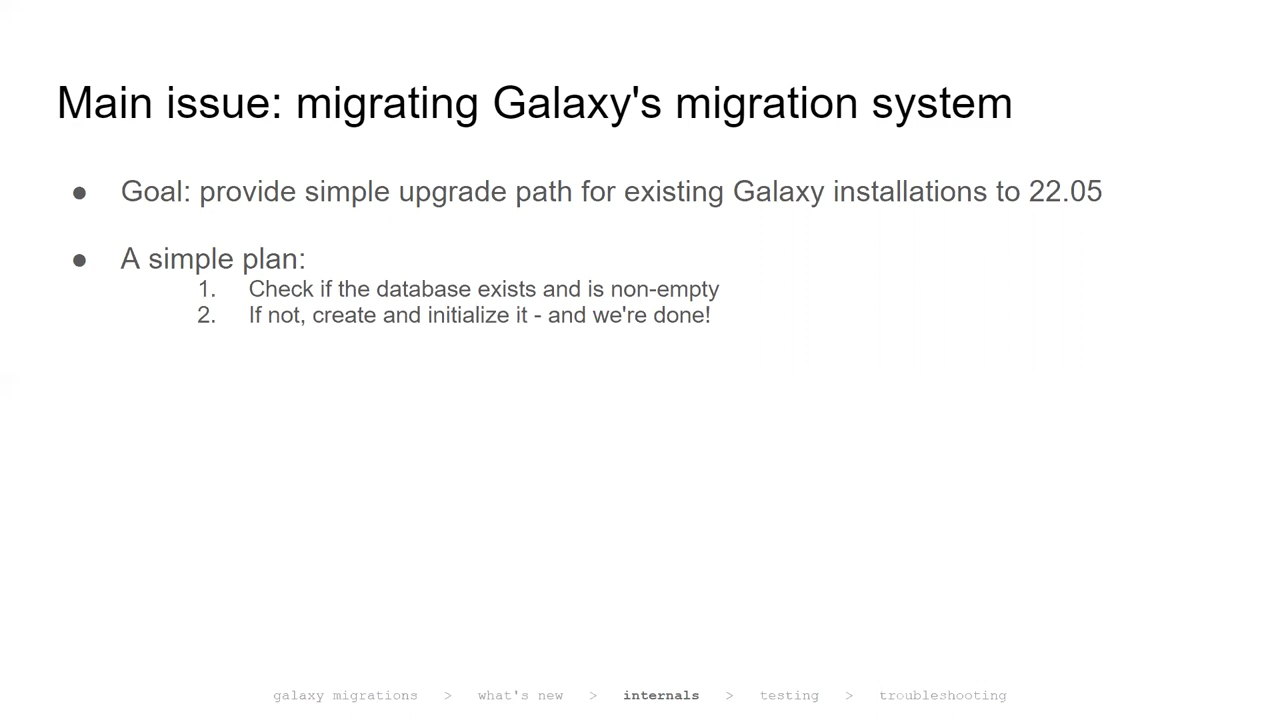 Main issue: migrating Galaxy's migration system
● Goal: provide simple upgrade path for existing Galaxy installations to 22.05
● A simple plan:
1. Check if the database exists and is non-empty
2. If not, create and initialize it - and we're done!
galaxy migrations > what's new > internals > testing > troubleshooting